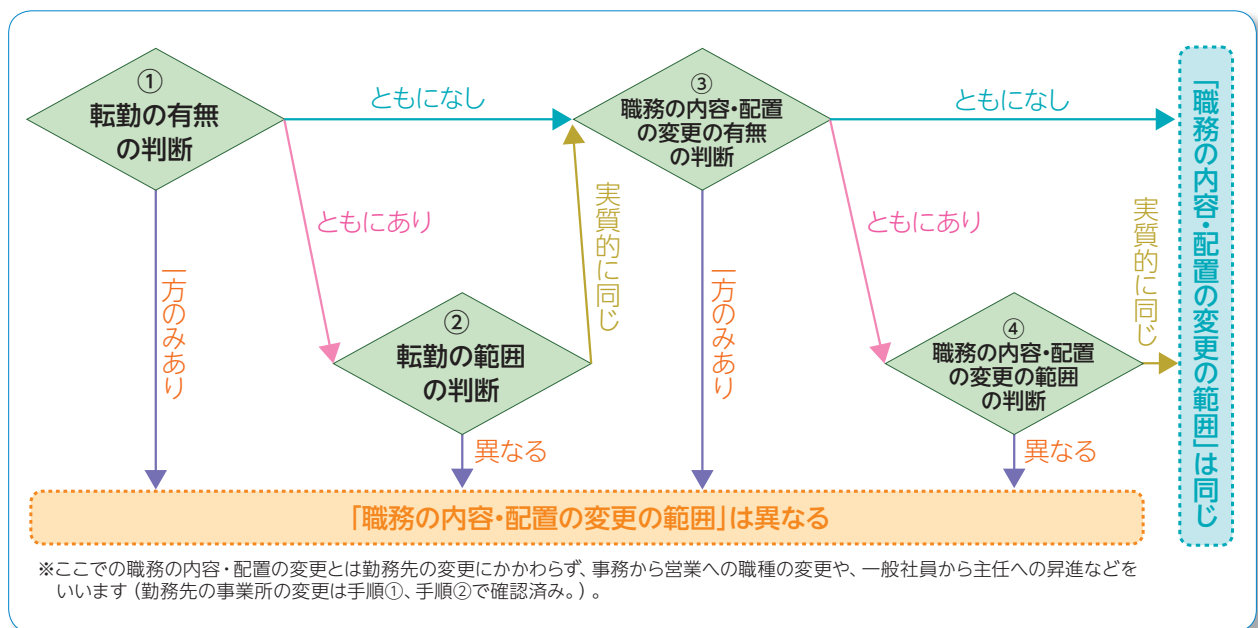 ①
転勤の有無
の判断
ともになし
③
職務の内容・配置
の変更の有無
の判断
ともになし
ともにあり
実質的に同じ
ともにあり
実質的に同じ
一方のみあり
②
転勤の範囲
の判断
一方のみあり
④
職務の内容・配置
の変更の範囲
の判断
「職務の内容・配置の変更の範囲」は同じ
異なる
異なる
「職務の内容・配置の変更の範囲」は異なる
※ここでの職務の内容・配置の変更とは勤務先の変更にかかわらず、事務から営業への職種の変更や、一般社員から主任への昇進などを
いいます（勤務先の事業所の変更は手順①、手順②で確認済み。）。